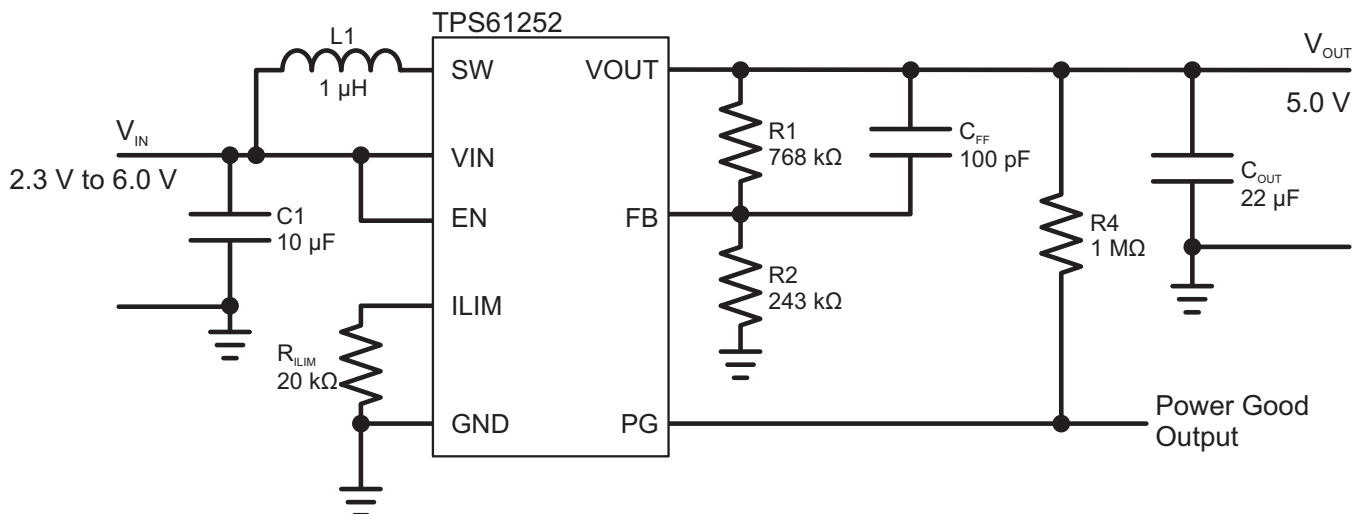 TPS61252
L1
1 µH
SW
VOUT
V_OUT
5.0 V
V_IN
2.3 V to 6.0 V
VIN
R1
768 kΩ
C_FF
100 pF
C_OUT
22 µF
C1
10 µF
EN
FB
R4
1 MΩ
R2
243 kΩ
ILIM
R_ILIM
20 kΩ
GND
PG
Power Good
Output